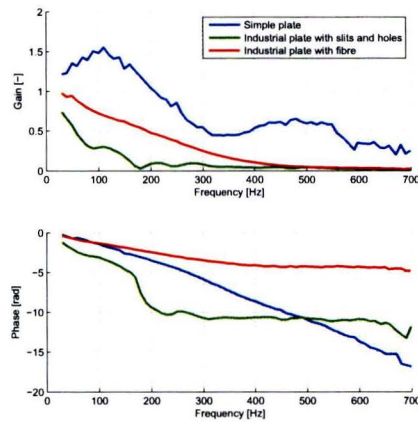 Simple plate
Industrial plate with slits and holes
Industrial plate with fibre
2
1.5
1
0.5
0
Gain [–]
0 100 200 300 400 500 600 700
Frequency [Hz]
0
−5
−10
−15
−20
Phase [rad]
0 100 200 300 400 500 600 700
Frequency [Hz]